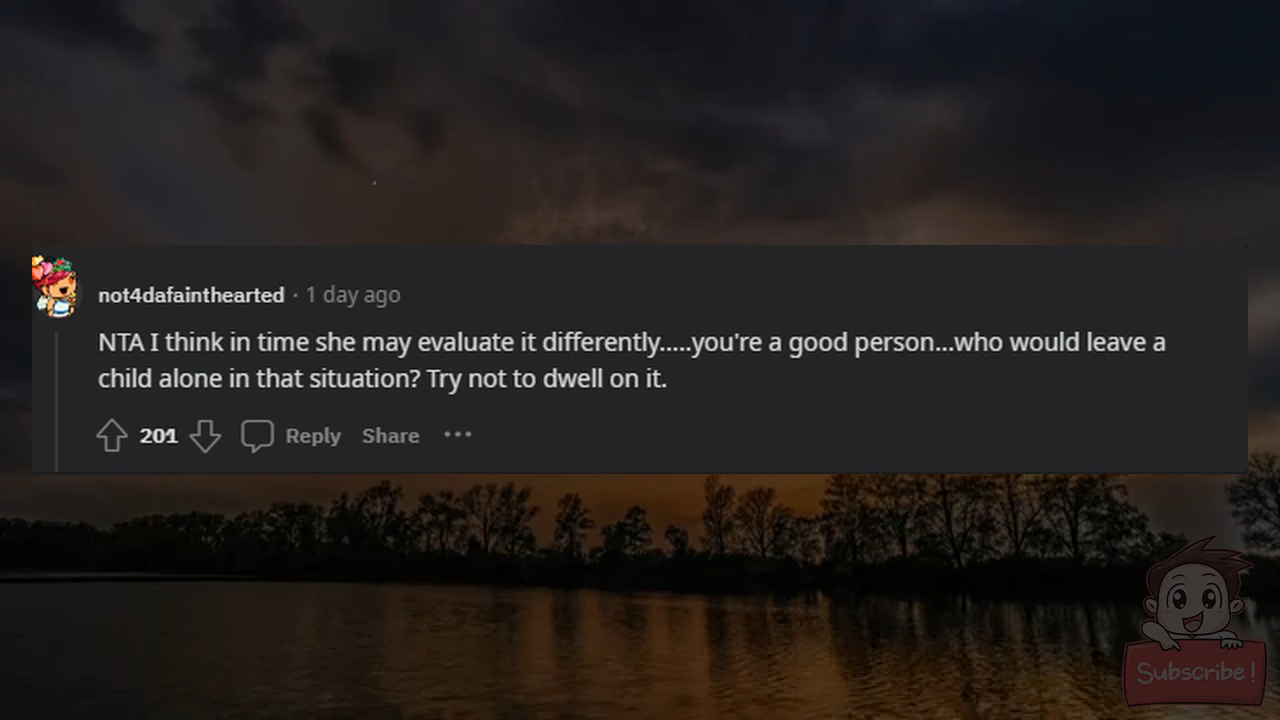 not4dafainthearted · 1 day ago
NTA I think in time she may evaluate it differently.....you're a good person...who would leave a
child alone in that situation? Try not to dwell on it.
201 Reply Share ···
Subscribe!